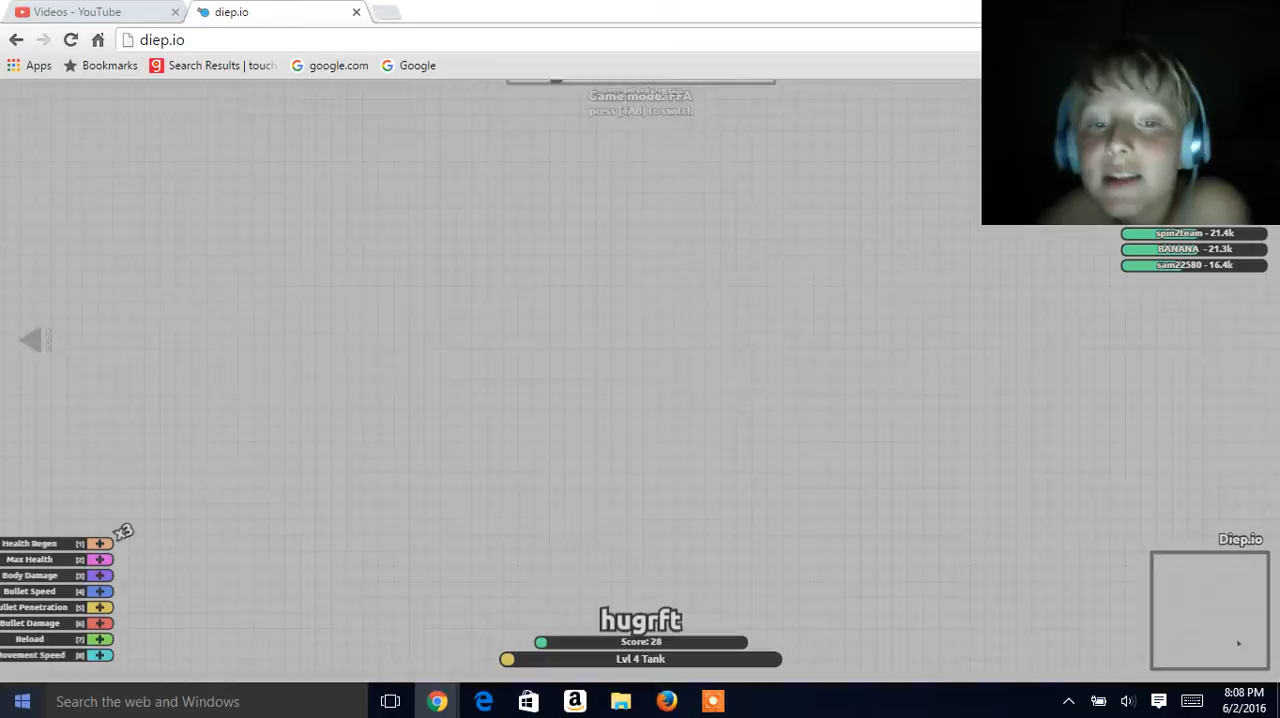 Videos - YouTube
diep.io
diep.io
Apps
Bookmarks
Search Results | touch
google.com
Google
Game mode: FFA
press [TAB] to switch
spin2team - 21.4k
BANANA - 21.3k
sam22580 - 16.4k
x3
Health Regen [1]
Max Health [2]
Body Damage [3]
Bullet Speed [4]
ullet Penetration [5]
Bullet Damage [6]
Reload [7]
Movement Speed [8]
Diep.io
hugrft
Score: 28
Lvl 4 Tank
Search the web and Windows
8:08 PM
6/2/2016